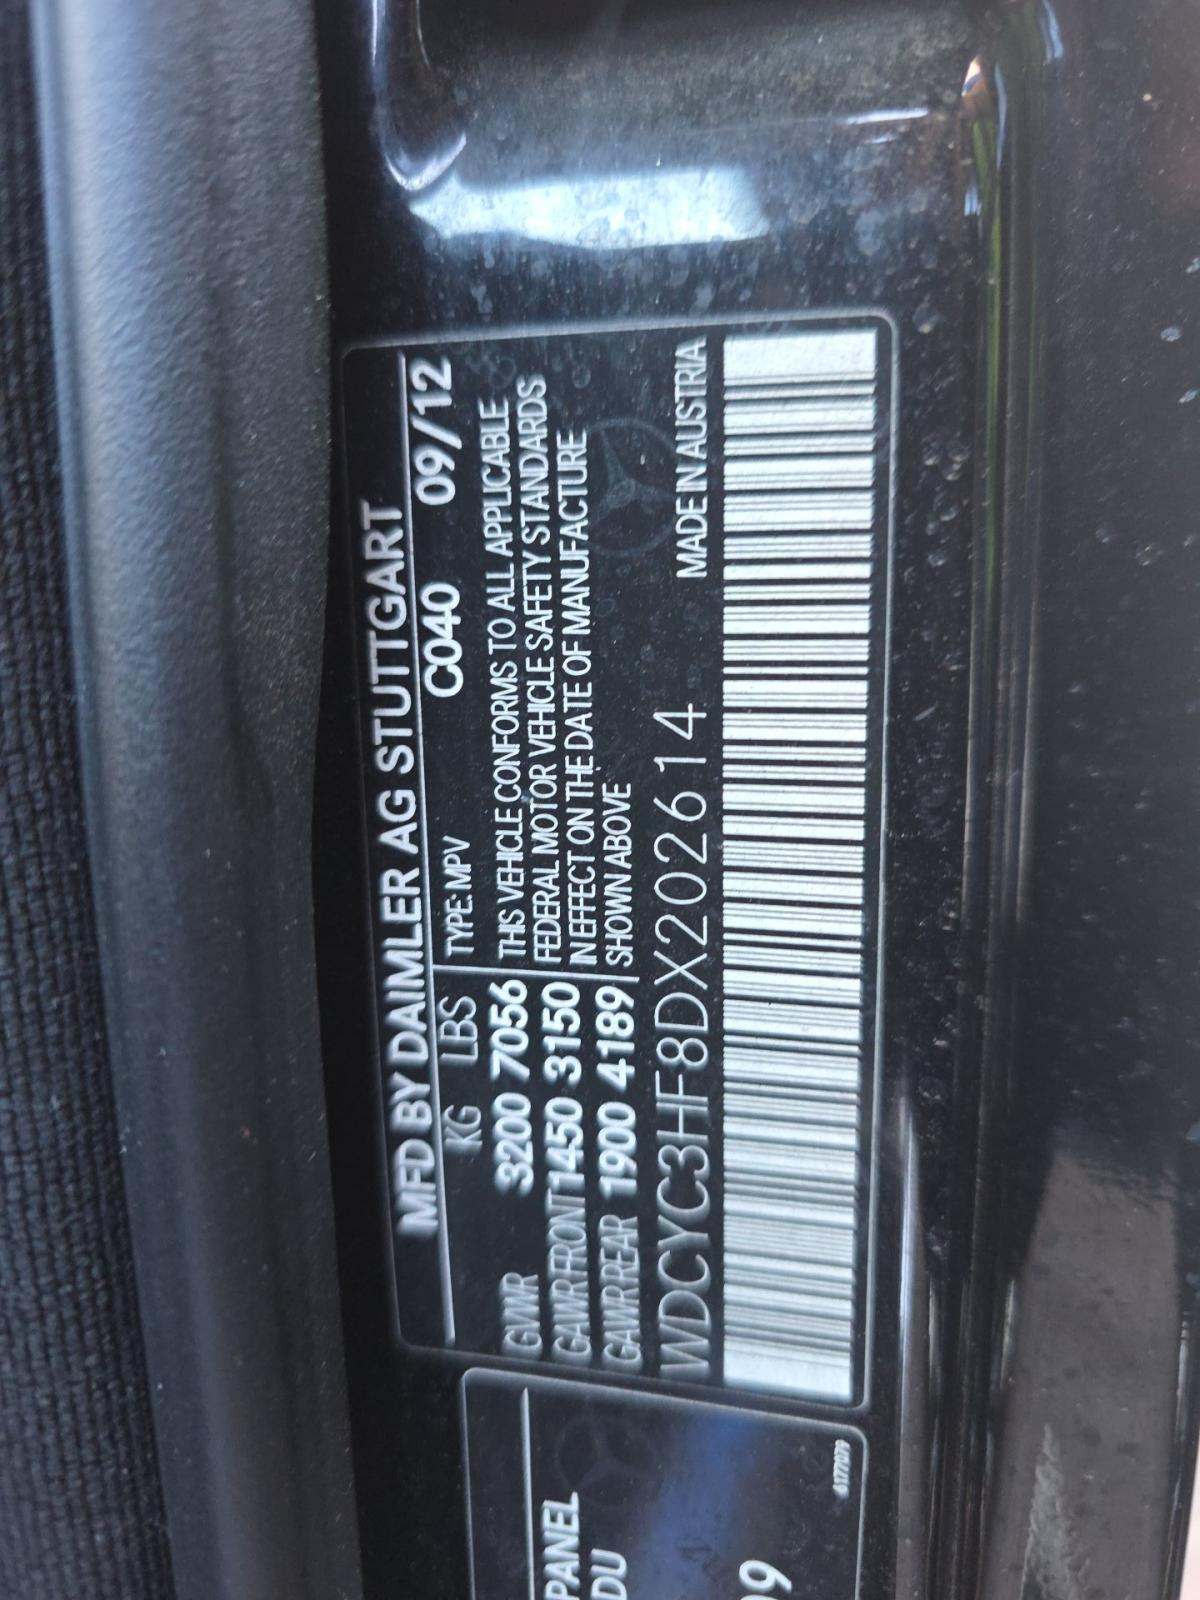 MFD BY DAIMLER AG STUTTGART
KG LBS TYPE: MPV C040 09/12
GVWR 3200 7056 THIS VEHICLE CONFORMS TO ALL APPLICABLE
GAWR FRONT 1450 3150 FEDERAL MOTOR VEHICLE SAFETY STANDARDS
GAWR REAR 1900 4189 IN EFFECT ON THE DATE OF MANUFACTURE
SHOWN ABOVE
WDCYC3HF8DX202614 MADE IN AUSTRIA
PANEL
DU
09